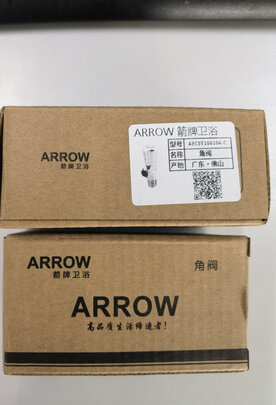 ARROW
箭牌卫浴
ARROW 箭牌卫浴
型号
名称 角阀
产地 广东·佛山
ARROW
箭牌卫浴
角阀
ARROW
高品质生活缔造者!